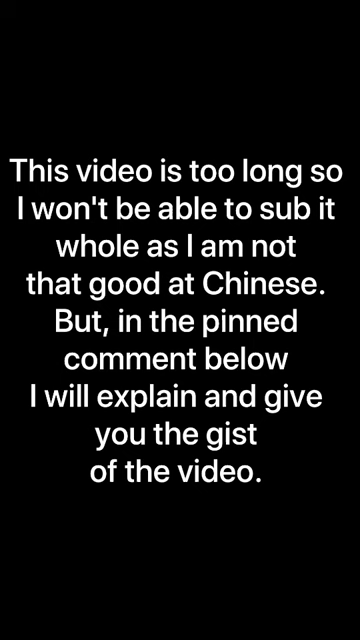 This video is too long so
I won't be able to sub it
whole as I am not
that good at Chinese.
But, in the pinned
comment below
I will explain and give
you the gist
of the video.